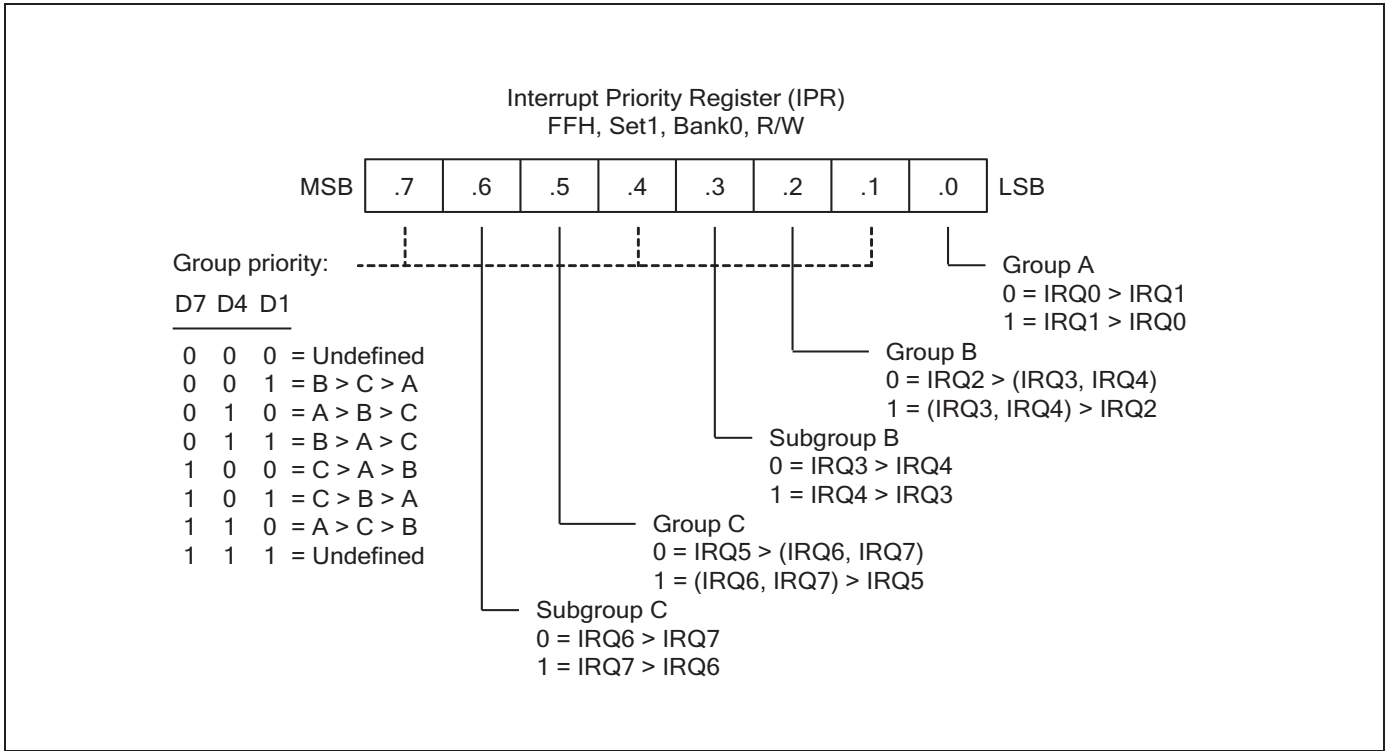 Interrupt Priority Register (IPR)
FFH, Set1, Bank0, R/W
MSB .7 .6 .5 .4 .3 .2 .1 .0 LSB
Group priority:
D7 D4 D1
0 0 0 = Undefined
0 0 1 = B > C > A
0 1 0 = A > B > C
0 1 1 = B > A > C
1 0 0 = C > A > B
1 0 1 = C > B > A
1 1 0 = A > C > B
1 1 1 = Undefined
Group A
0 = IRQ0 > IRQ1
1 = IRQ1 > IRQ0
Group B
0 = IRQ2 > (IRQ3, IRQ4)
1 = (IRQ3, IRQ4) > IRQ2
Subgroup B
0 = IRQ3 > IRQ4
1 = IRQ4 > IRQ3
Group C
0 = IRQ5 > (IRQ6, IRQ7)
1 = (IRQ6, IRQ7) > IRQ5
Subgroup C
0 = IRQ6 > IRQ7
1 = IRQ7 > IRQ6